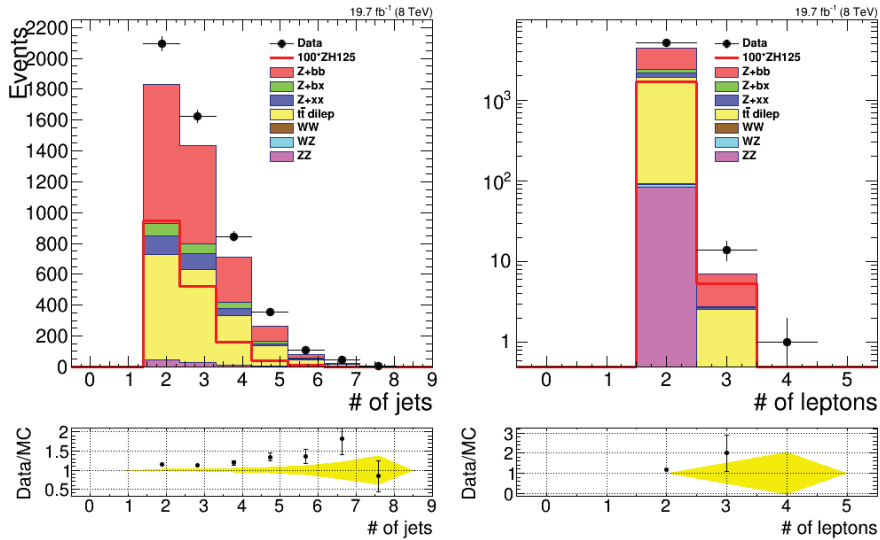 19.7 fb⁻¹ (8 TeV)
Events
2200
2000
1800
1600
1400
1200
1000
800
600
400
200
0
Data
100*ZH125
Z+bb
Z+bx
Z+xx
tt̄ dilep
WW
WZ
ZZ
0 1 2 3 4 5 6 7 8 9
# of jets
Data/MC
2
1.5
1
0.5
0 1 2 3 4 5 6 7 8 9
# of jets
19.7 fb⁻¹ (8 TeV)
10³
10²
10
1
Data
100*ZH125
Z+bb
Z+bx
Z+xx
tt̄ dilep
WW
WZ
ZZ
0 1 2 3 4 5
# of leptons
Data/MC
3
2
1
0
0 1 2 3 4 5
# of leptons